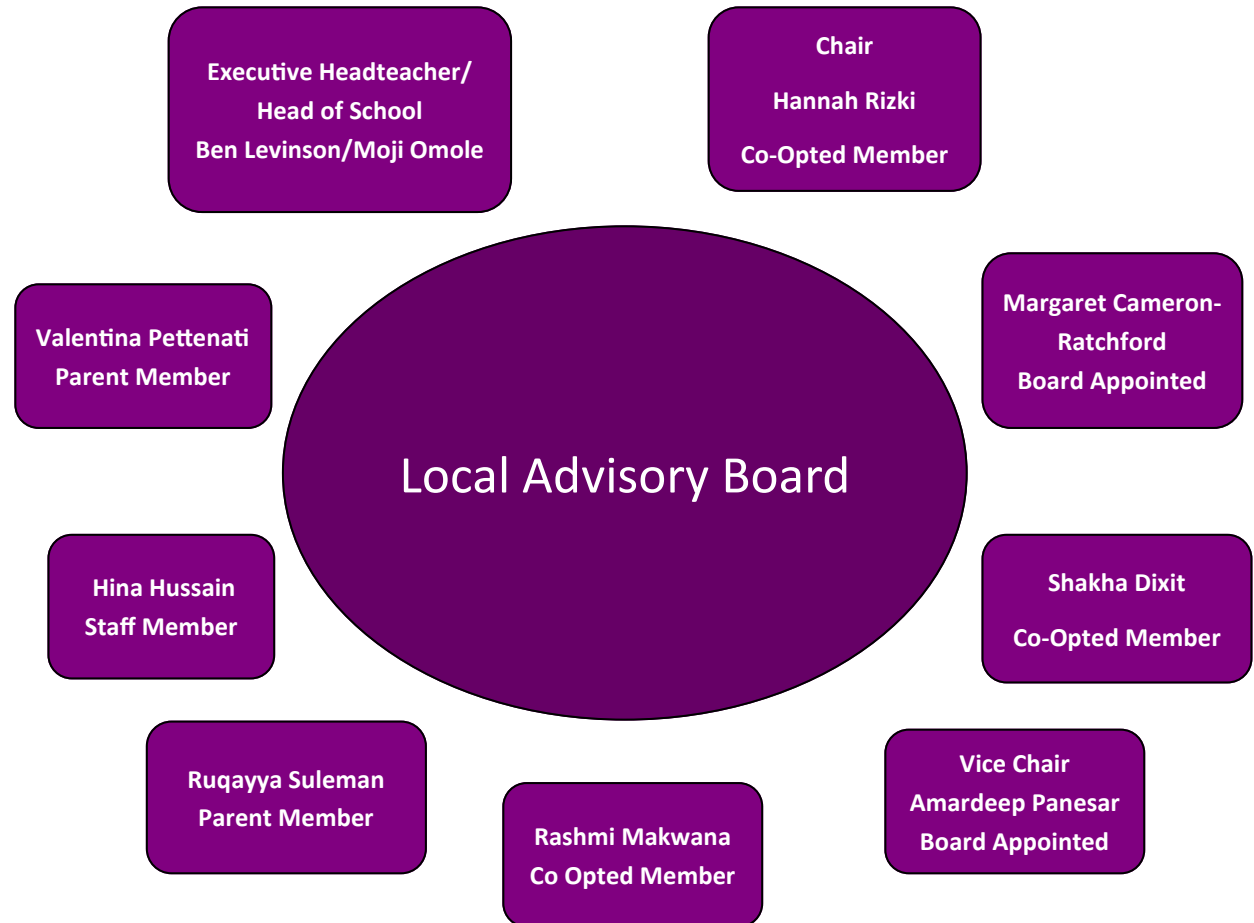 Executive Headteacher/
Head of School
Ben Levinson/Moji Omole
Chair
Hannah Rizki
Co-Opted Member
Valentina Pettenati
Parent Member
Margaret Cameron-
Ratchford
Board Appointed
Local Advisory Board
Hina Hussain
Staff Member
Shakha Dixit
Co-Opted Member
Ruqayya Suleman
Parent Member
Rashmi Makwana
Co Opted Member
Vice Chair
Amardeep Panesar
Board Appointed